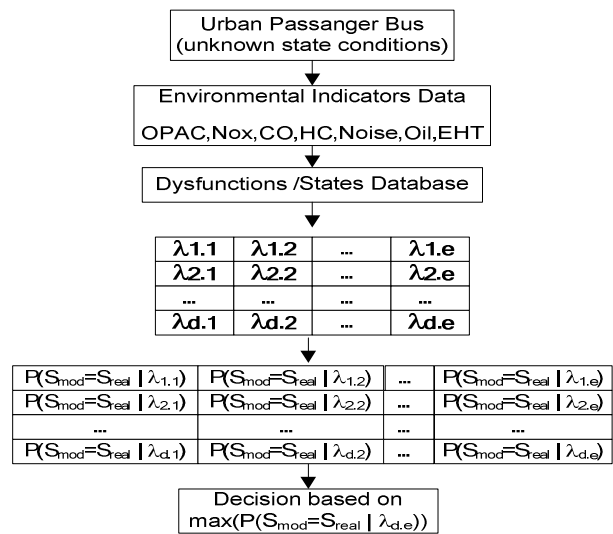 Urban Passanger Bus
(unknown state conditions)
Environmental Indicators Data
OPAC,Nox,CO,HC,Noise,Oil,EHT
Dysfunctions /States Database
λ1.1 λ1.2 ... λ1.e
λ2.1 λ2.2 ... λ2.e
... ... ... ...
λd.1 λd.2 ... λd.e
P(Smod=Sreal | λ1.1) P(Smod=Sreal | λ1.2) ... P(Smod=Sreal | λ1.e)
P(Smod=Sreal | λ2.1) P(Smod=Sreal | λ2.2) ... P(Smod=Sreal | λ2.e)
... ... ... ...
P(Smod=Sreal | λd.1) P(Smod=Sreal | λd.2) ... P(Smod=Sreal | λd.e)
Decision based on
max(P(Smod=Sreal | λd.e))